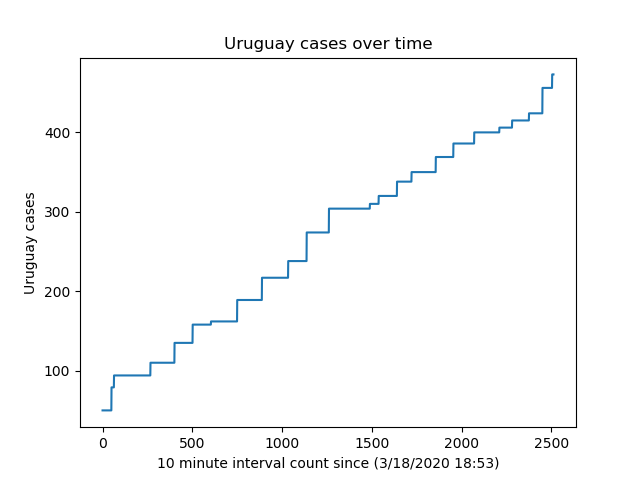 Uruguay cases over time
Uruguay cases
400
300
200
100
0 500 1000 1500 2000 2500
10 minute interval count since (3/18/2020 18:53)